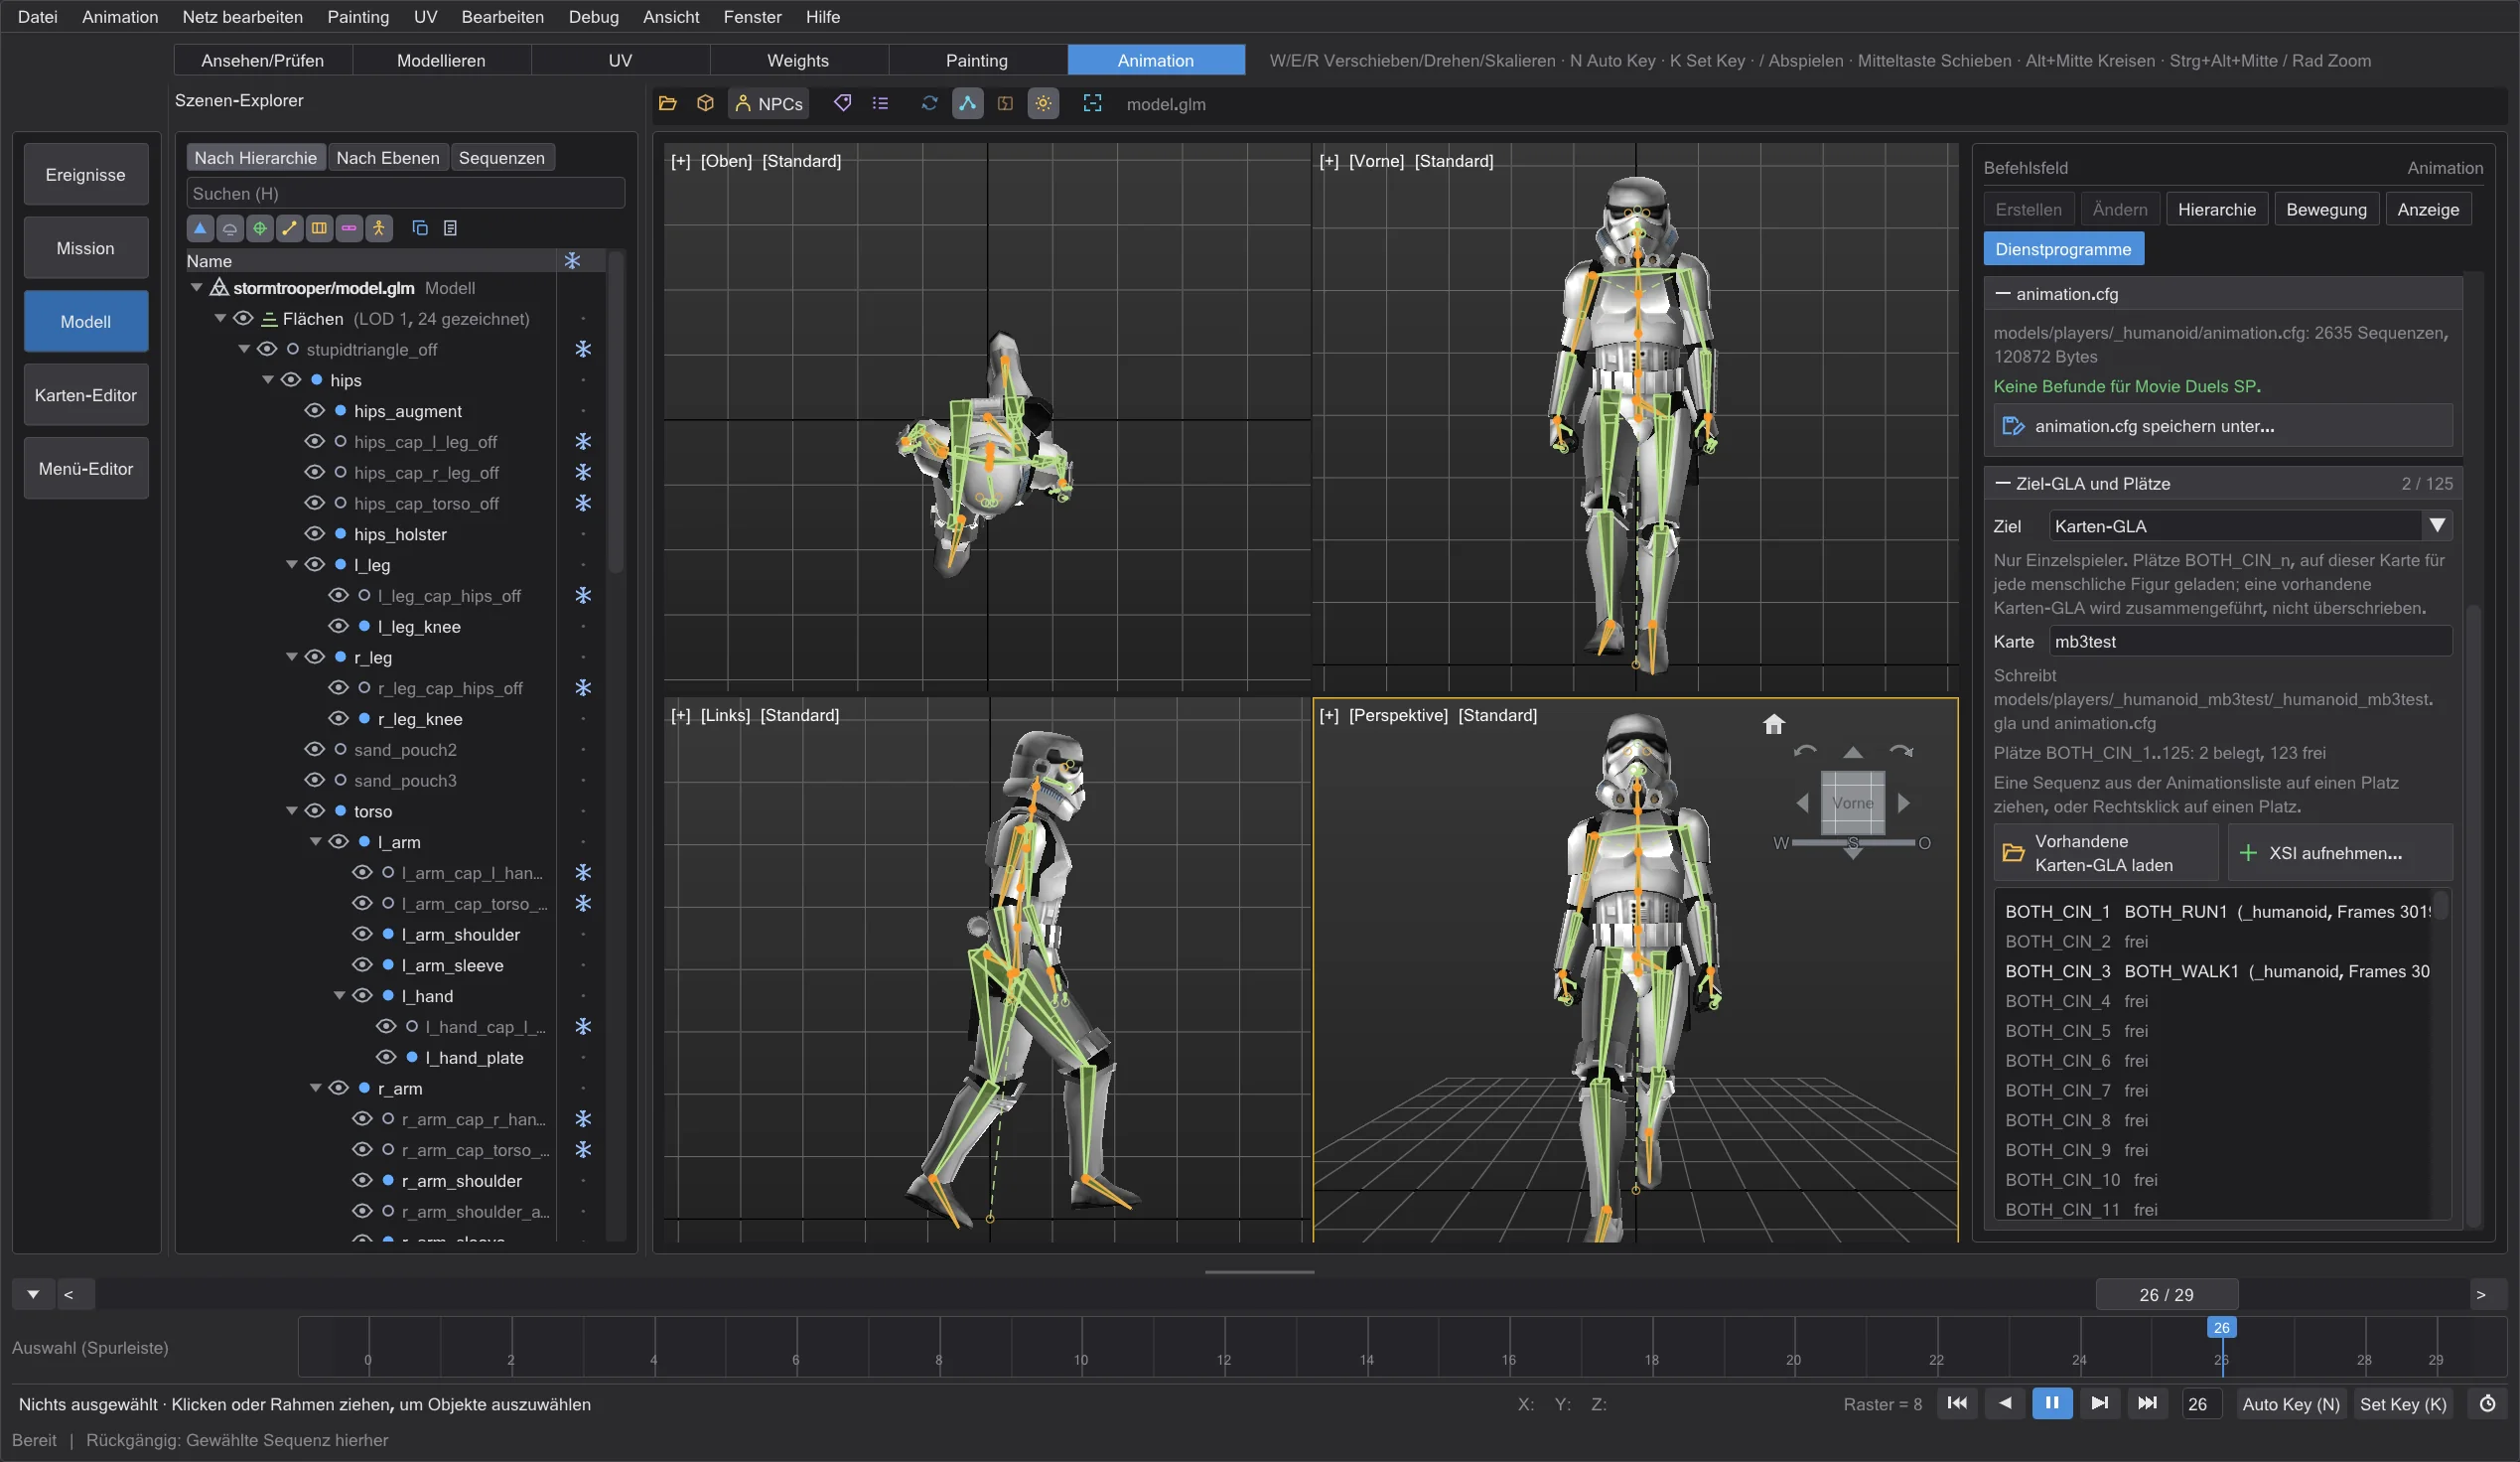 Datei Animation Netz bearbeiten Painting UV Bearbeiten Debug Ansicht Fenster Hilfe
Ansehen/Prüfen Modellieren UV Weights Painting Animation W/E/R Verschieben/Drehen/Skalieren · N Auto Key · K Set Key · / Abspielen · Mitteltaste Schieben · Alt+Mitte Kreisen · Strg+Alt+Mitte / Rad Zoom
Szenen-Explorer
NPCs model.glm
Ereignisse
Mission
Modell
Karten-Editor
Menü-Editor
Nach Hierarchie Nach Ebenen Sequenzen
Suchen (H)
Name
stormtrooper/model.glm Modell
Flächen (LOD 1, 24 gezeichnet)
stupidtriangle_off
hips
hips_augment
hips_cap_l_leg_off
hips_cap_r_leg_off
hips_cap_torso_off
hips_holster
l_leg
l_leg_cap_hips_off
l_leg_knee
r_leg
r_leg_cap_hips_off
r_leg_knee
sand_pouch2
sand_pouch3
torso
l_arm
l_arm_cap_l_han...
l_arm_cap_torso_...
l_arm_shoulder
l_arm_sleeve
l_hand
l_hand_cap_l_...
l_hand_plate
r_arm
r_arm_cap_r_han...
r_arm_cap_torso_...
r_arm_shoulder
r_arm_shoulder_a...
r_arm_sleeve
[+] [Oben] [Standard]
[+] [Vorne] [Standard]
[+] [Links] [Standard]
[+] [Perspektive] [Standard]
Vorne
W S O
Befehlsfeld Animation
Erstellen Ändern Hierarchie Bewegung Anzeige
Dienstprogramme
animation.cfg
models/players/_humanoid/animation.cfg: 2635 Sequenzen,
120872 Bytes
Keine Befunde für Movie Duels SP.
animation.cfg speichern unter...
Ziel-GLA und Plätze 2 / 125
Ziel Karten-GLA
Nur Einzelspieler. Plätze BOTH_CIN_n, auf dieser Karte für
jede menschliche Figur geladen; eine vorhandene
Karten-GLA wird zusammengeführt, nicht überschrieben.
Karte mb3test
Schreibt
models/players/_humanoid_mb3test/_humanoid_mb3test.
gla und animation.cfg
Plätze BOTH_CIN_1..125: 2 belegt, 123 frei
Eine Sequenz aus der Animationsliste auf einen Platz
ziehen, oder Rechtsklick auf einen Platz.
Vorhandene
Karten-GLA laden
XSI aufnehmen...
BOTH_CIN_1 BOTH_RUN1 (_humanoid, Frames 301
BOTH_CIN_2 frei
BOTH_CIN_3 BOTH_WALK1 (_humanoid, Frames 30
BOTH_CIN_4 frei
BOTH_CIN_5 frei
BOTH_CIN_6 frei
BOTH_CIN_7 frei
BOTH_CIN_8 frei
BOTH_CIN_9 frei
BOTH_CIN_10 frei
BOTH_CIN_11 frei
< 26 / 29 >
Auswahl (Spurleiste)
26
0 2 4 6 8 10 12 14 16 18 20 22 24 26 28 29
Nichts ausgewählt · Klicken oder Rahmen ziehen, um Objekte auszuwählen
X: Y: Z:
Raster = 8
26 Auto Key (N) Set Key (K)
Bereit | Rückgängig: Gewählte Sequenz hierher